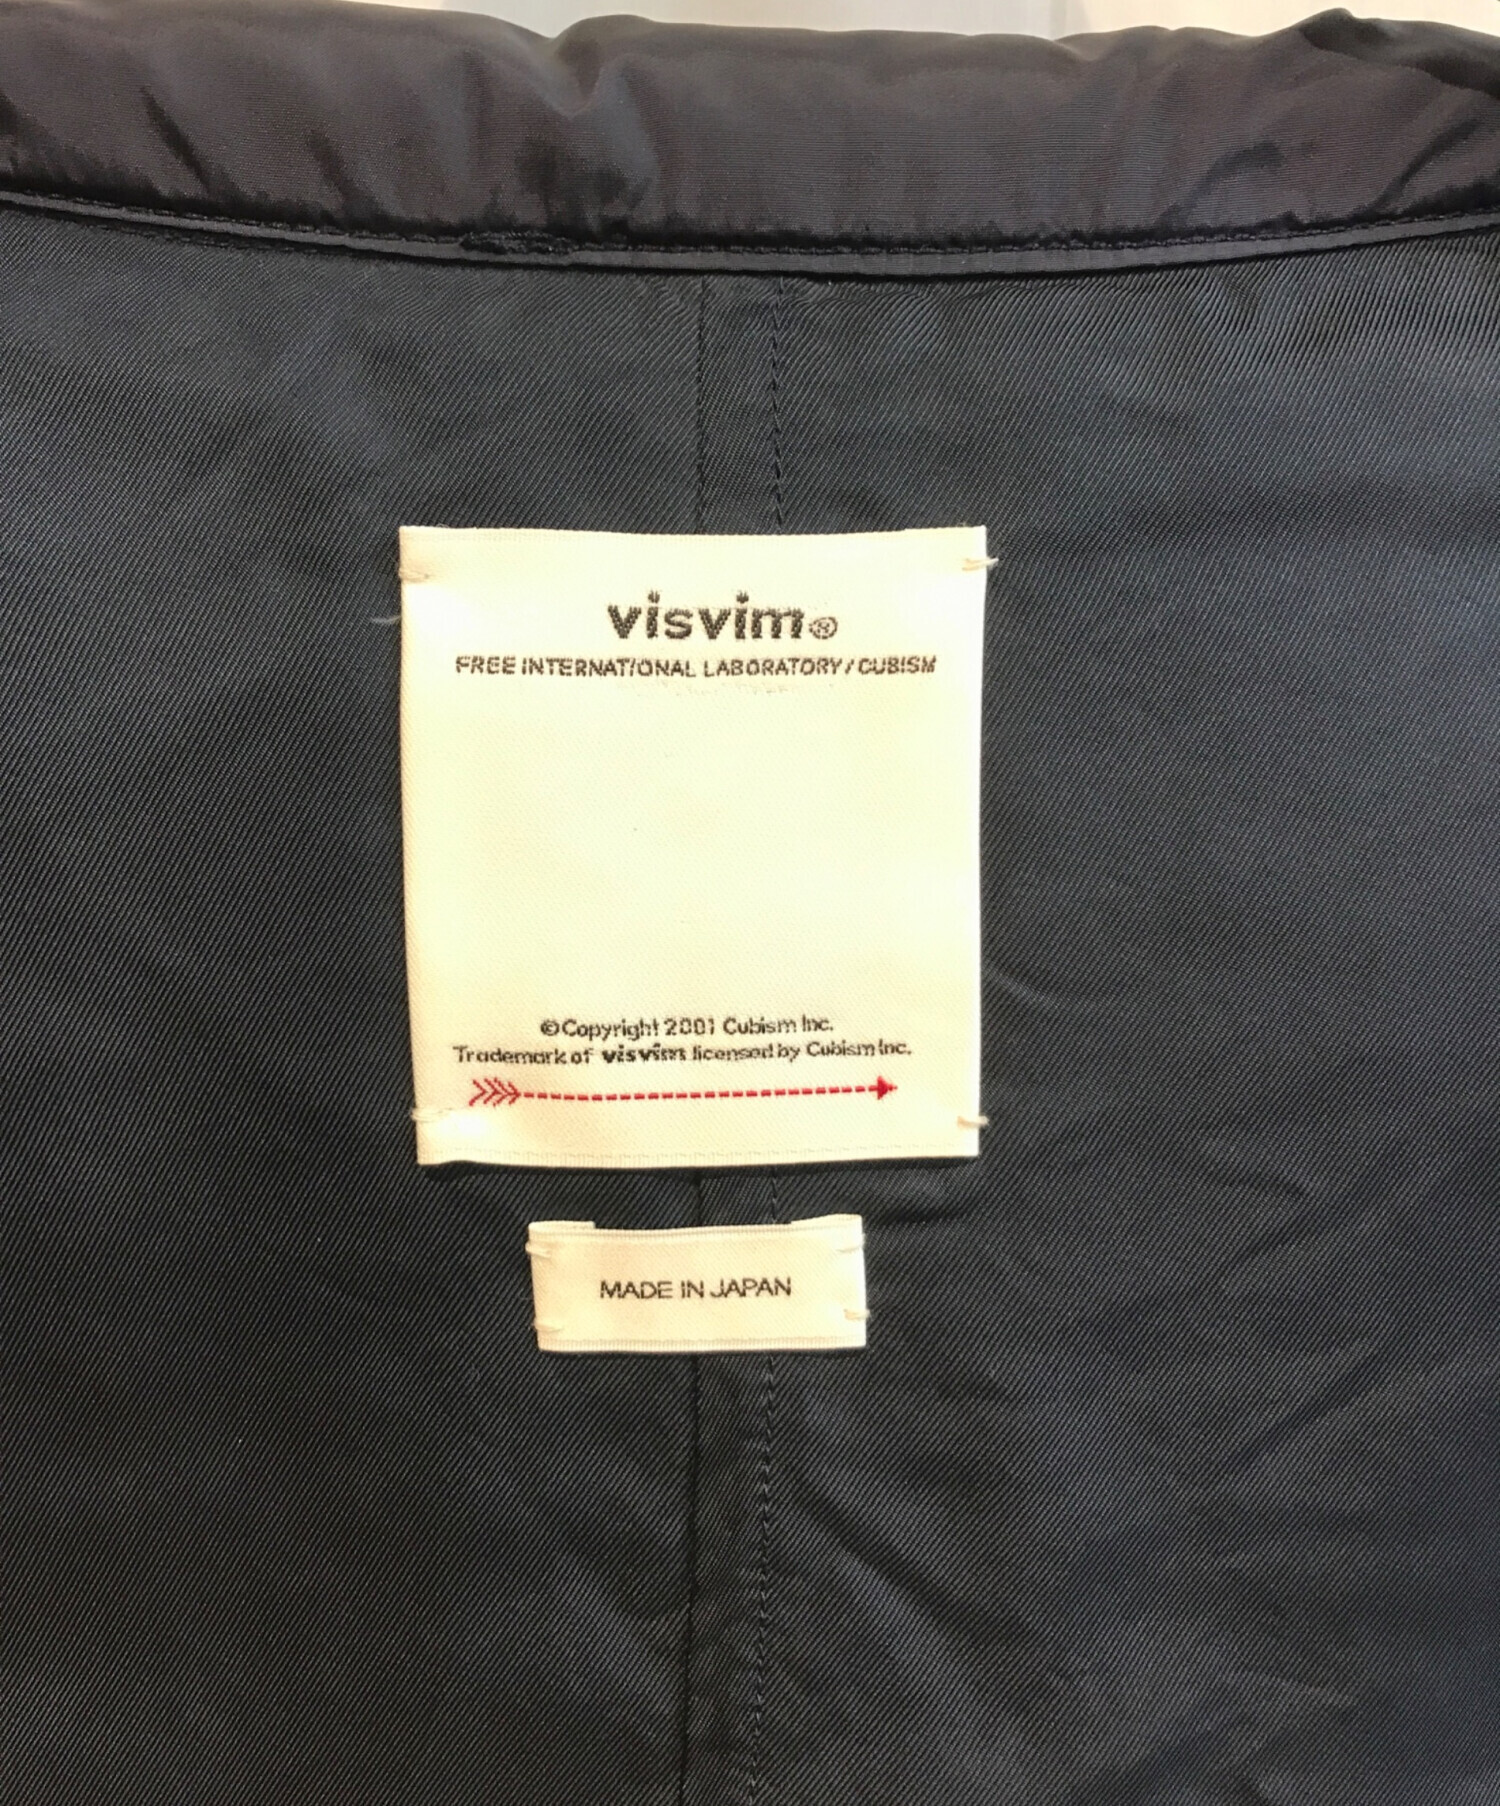 visvim®
FREE INTERNATIONAL LABORATORY / CUBISM
© Copyright 2001 Cubism Inc.
Trademark of visvim licensed by Cubism Inc.
MADE IN JAPAN